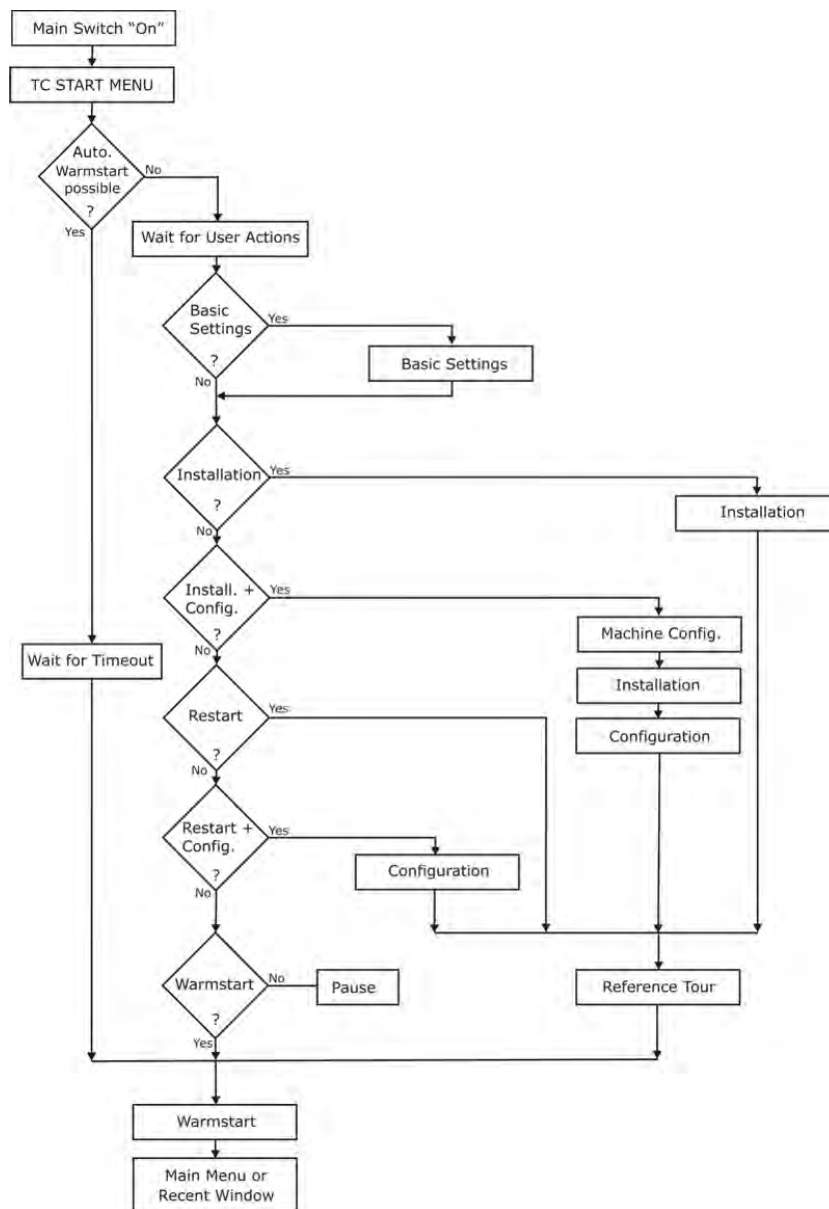 Main Switch “On”
TC START MENU
Auto.
Warmstart
possible
?
No
Yes
Wait for User Actions
Basic
Settings
?
Yes
No
Basic Settings
Installation
?
Yes
No
Installation
Install. +
Config.
?
Yes
No
Machine Config.
Wait for Timeout
Installation
Restart
?
Yes
No
Configuration
Restart +
Config.
?
Yes
No
Configuration
Warmstart
?
No
Yes
Pause
Reference Tour
Warmstart
Main Menu or
Recent Window